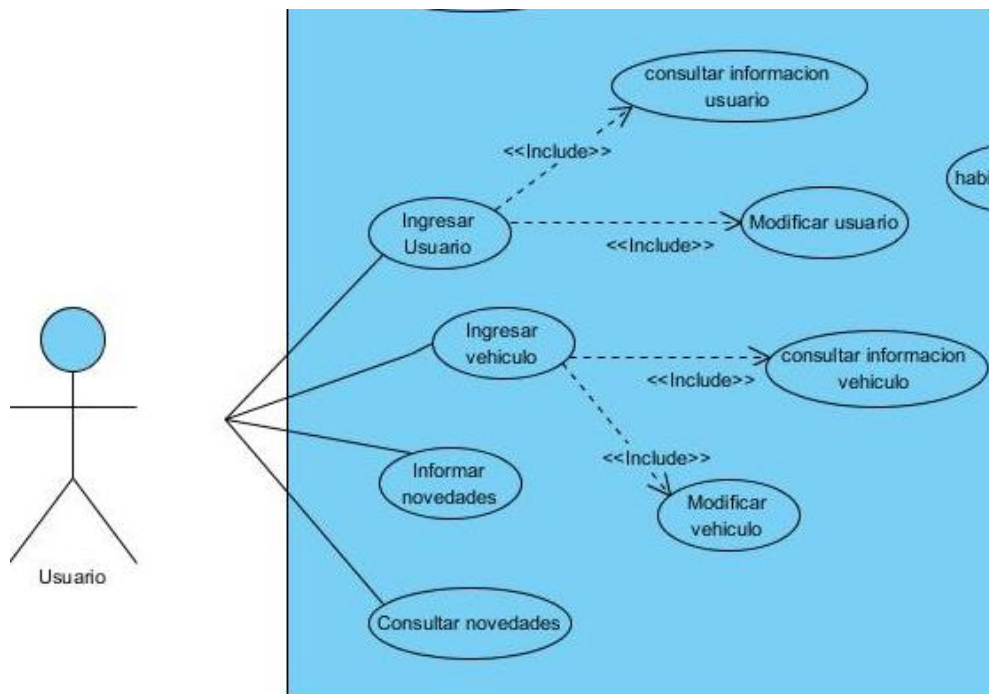 consultar informacion
usuario
<<Include>>
habi
Ingresar
Usuario
Modificar usuario
<<Include>>
Ingresar
vehiculo
consultar informacion
vehiculo
<<Include>>
<<Include>>
Informar
novedades
Modificar
vehiculo
Usuario
Consultar novedades